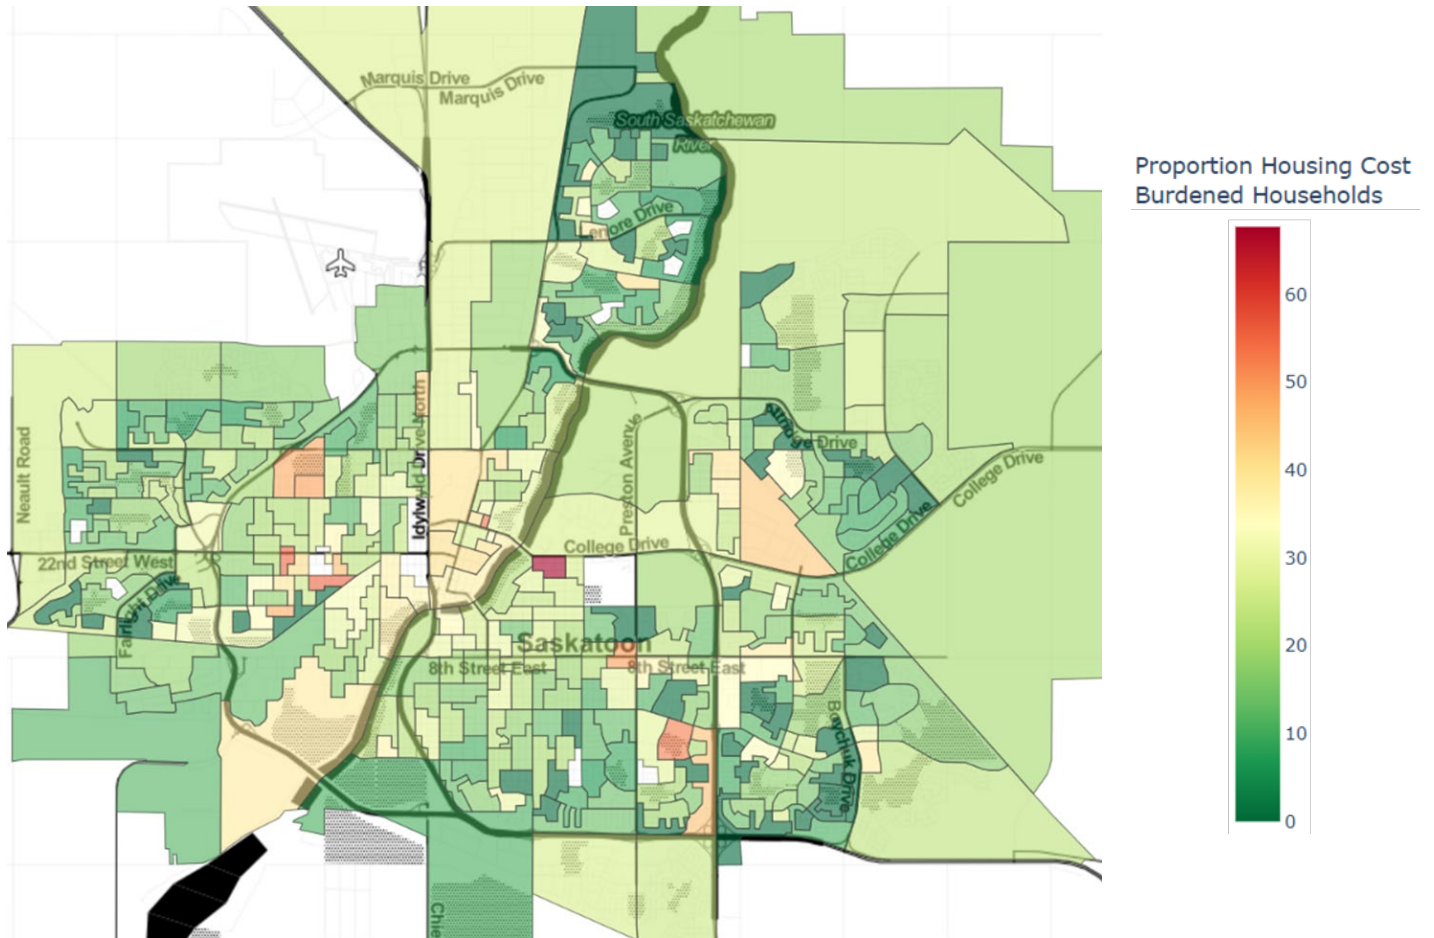 Marquis Drive
Marquis Drive
South Saskatchewan
River
Lenore Drive
Proportion Housing Cost
Burdened Households
60
50
40
30
20
10
0
Neault Road
Idylwyld Drive North
Preston Avenue
Drive
College Drive
College Drive
College Drive
22nd Street West
Fairlight Drive
Saskatoon
8th Street East
8th Street East
Boychuk Drive
Chie